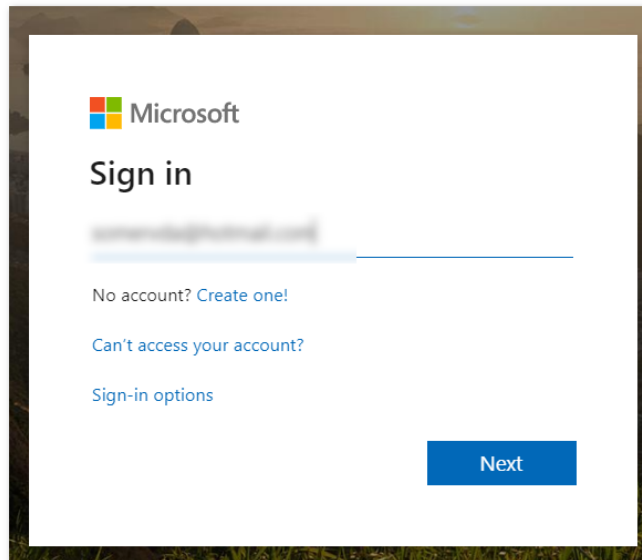 Microsoft
Sign in
No account? Create one!
Can't access your account?
Sign-in options
Next